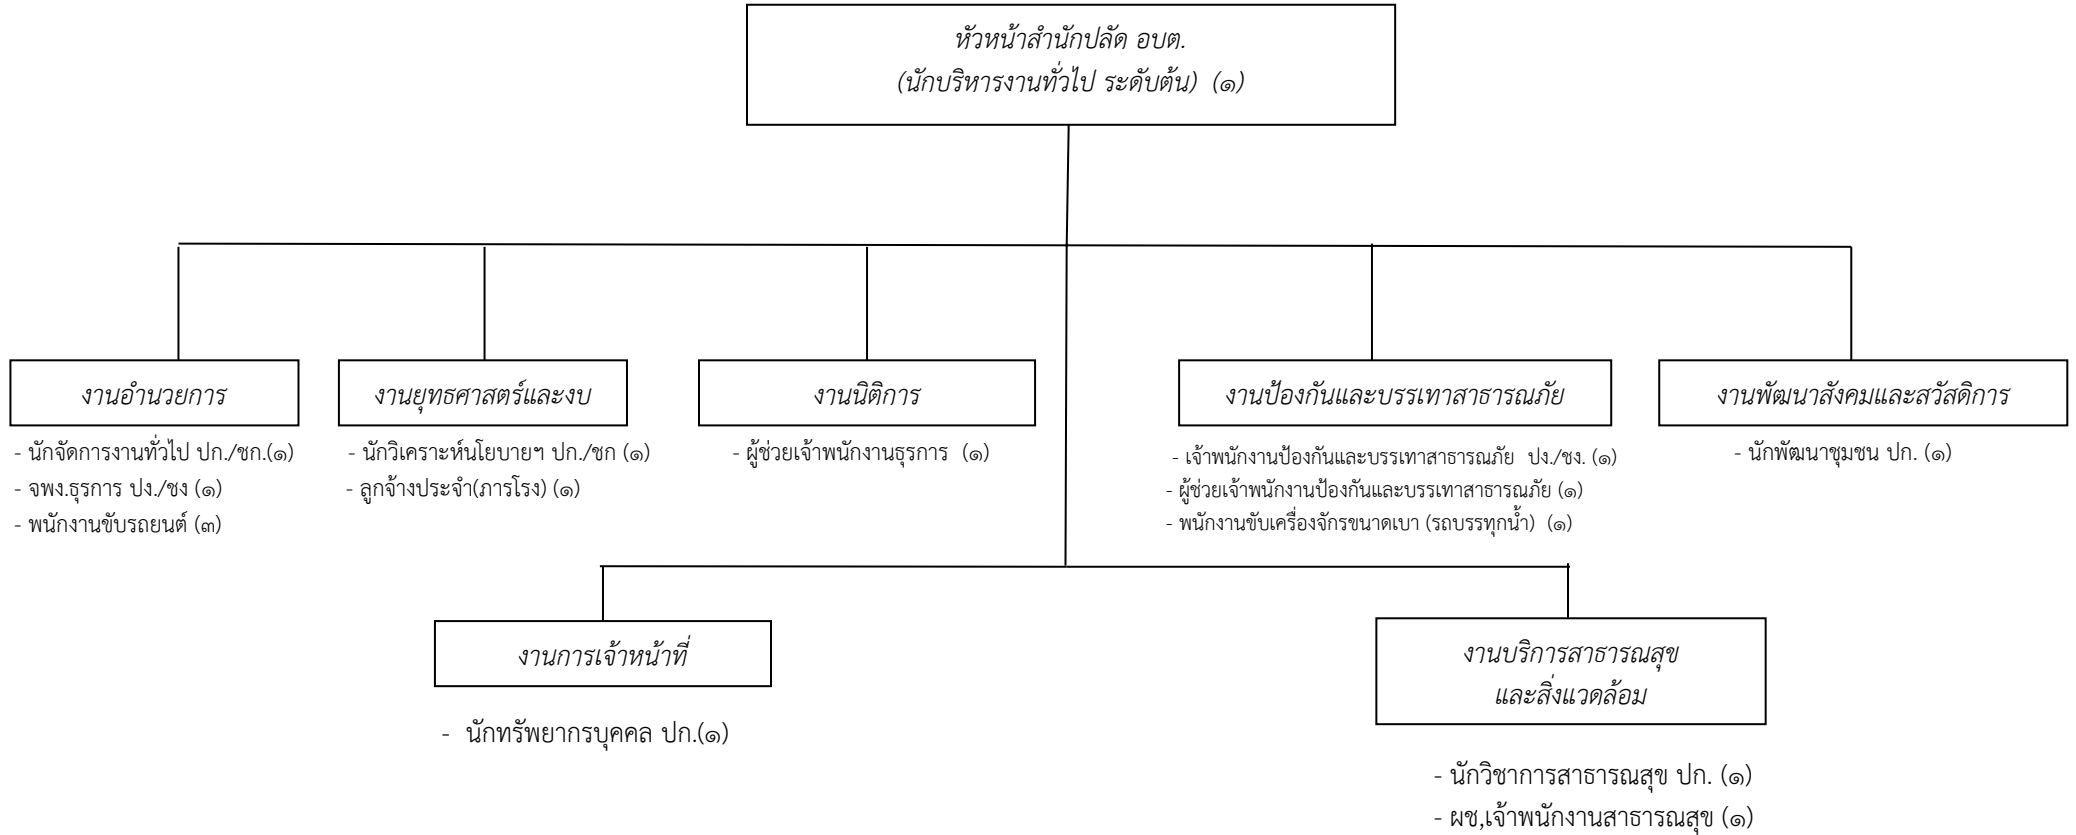 หัวหน้าสำนักปลัด อบต.
(นักบริหารงานทั่วไป ระดับต้น) (๑)
งานอำนวยการ
- นักจัดการงานทั่วไป ปก./ชก.(๑)
- จพง.ธุรการ ปง./ชง (๑)
- พนักงานขับรถยนต์ (๓)
งานยุทธศาสตร์และงบ
- นักวิเคราะห์นโยบายฯ ปก./ชก (๑)
- ลูกจ้างประจำ(ภารโรง) (๑)
งานนิติการ
- ผู้ช่วยเจ้าพนักงานธุรการ (๑)
งานป้องกันและบรรเทาสาธารณภัย
- เจ้าพนักงานป้องกันและบรรเทาสาธารณภัย ปง./ชง. (๑)
- ผู้ช่วยเจ้าพนักงานป้องกันและบรรเทาสาธารณภัย (๑)
- พนักงานขับเครื่องจักรขนาดเบา (รถบรรทุกน้ำ) (๑)
งานพัฒนาสังคมและสวัสดิการ
- นักพัฒนาชุมชน ปก. (๑)
งานการเจ้าหน้าที่
- นักทรัพยากรบุคคล ปก.(๑)
งานบริการสาธารณสุข
และสิ่งแวดล้อม
- นักวิชาการสาธารณสุข ปก. (๑)
- ผช,เจ้าพนักงานสาธารณสุข (๑)